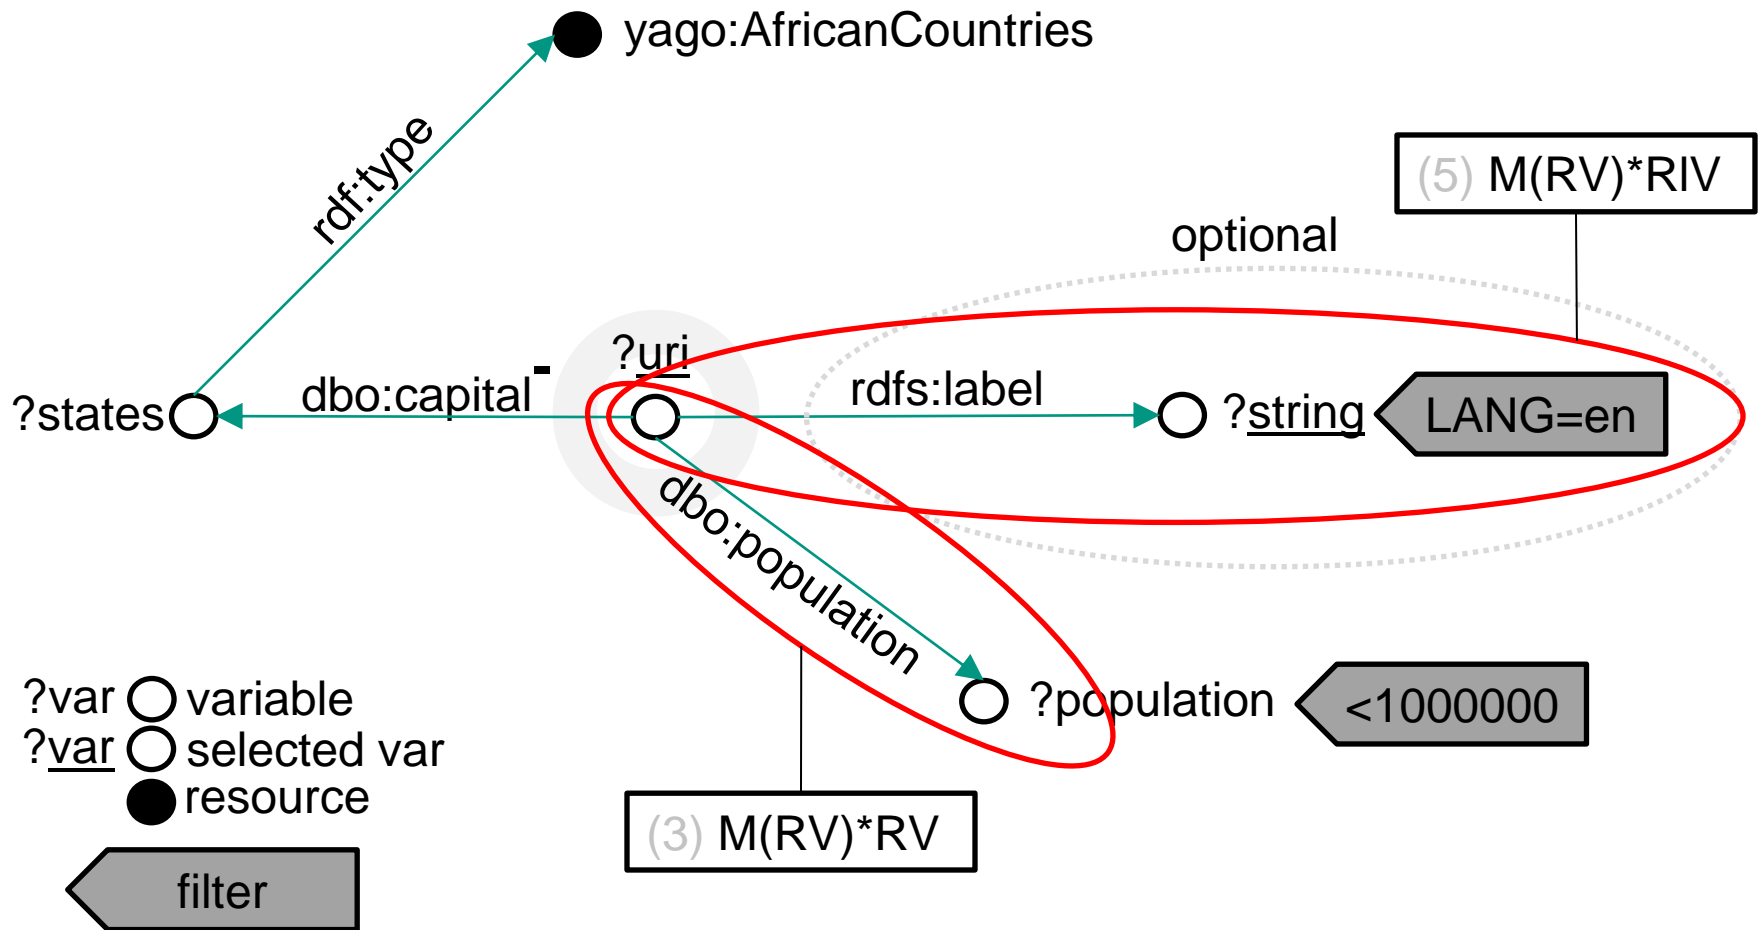 yago:AfricanCountries
rdf:type
(5) M(RV)*RIV
optional
?uri
?states
dbo:capital-
rdfs:label
?string
LANG=en
dbo:population
?population
<1000000
?var variable
?var selected var
resource
(3) M(RV)*RV
filter